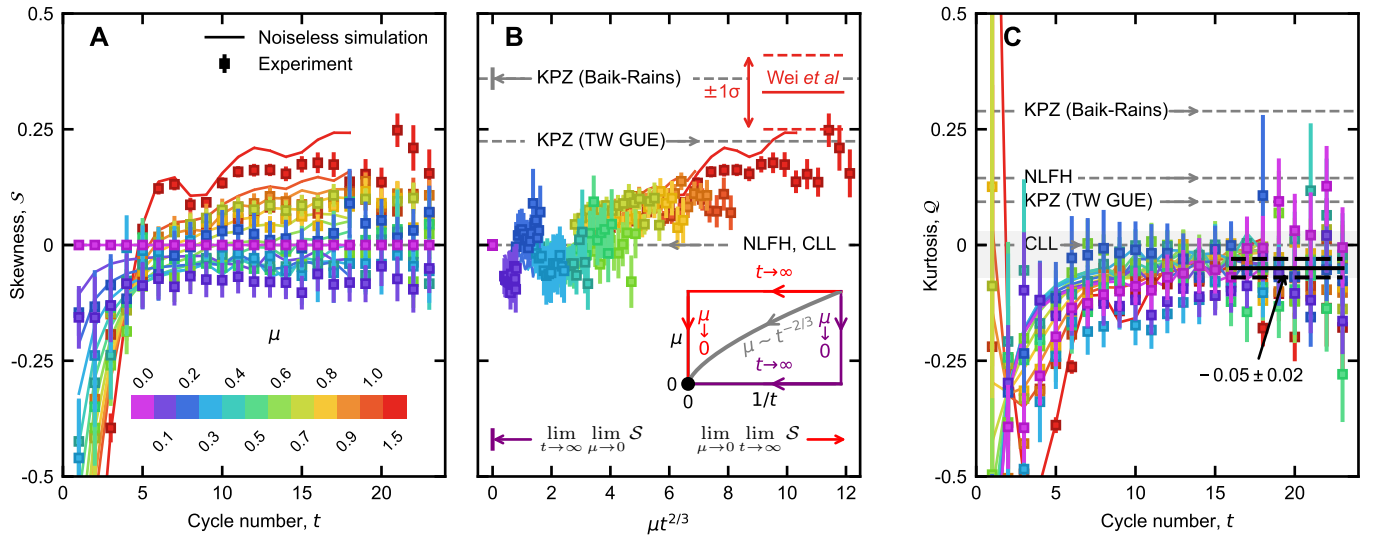 A
Noiseless simulation
Experiment
Skewness, 𝒮
0.5
0.25
0
-0.25
-0.5
μ
0.0 0.2 0.4 0.6 0.8 1.0
0.1 0.3 0.5 0.7 0.9 1.5
0 5 10 15 20
Cycle number, t
B
KPZ (Baik-Rains)
Wei et al
±1σ
KPZ (TW GUE)
NLFH, CLL
t→∞
μ→0
μ
μ ~ t^{-2/3}
μ→0
t→∞
0
0
1/t
lim t→∞ lim μ→0 𝒮
lim μ→0 lim t→∞ 𝒮
0 2 4 6 8 10 12
μt^{2/3}
C
KPZ (Baik-Rains)
NLFH
KPZ (TW GUE)
CLL
−0.05 ± 0.02
Kurtosis, 𝒬
0.5
0.25
0
-0.25
-0.5
0 5 10 15 20
Cycle number, t